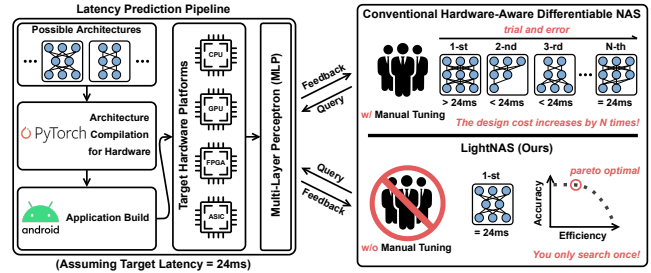 Latency Prediction Pipeline
Possible Architectures
...
PyTorch
Architecture
Compilation
for Hardware
android
Application Build
Target Hardware Platforms
CPU
GPU
FPGA
ASIC
Multi-Layer Perceptron (MLP)
(Assuming Target Latency = 24ms)
Feedback
Query
Query
Feedback
Conventional Hardware-Aware Differentiable NAS
trial and error
1-st 2-nd 3-rd N-th
...
> 24ms < 24ms < 24ms = 24ms
w/ Manual Tuning
The design cost increases by N times!
LightNAS (Ours)
1-st
= 24ms
w/o Manual Tuning
pareto optimal
Accuracy
Efficiency
You only search once!